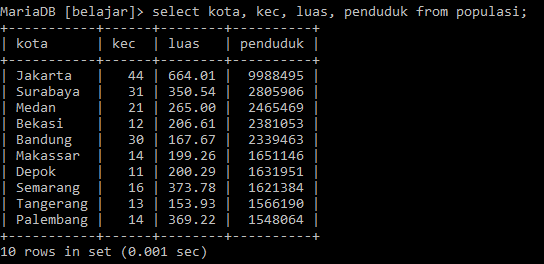 MariaDB [belajar]> select kota, kec, luas, penduduk from populasi;
+-----------+-----+--------+----------+
| kota      | kec | luas   | penduduk |
+-----------+-----+--------+----------+
| Jakarta   |  44 | 664.01 |  9988495 |
| Surabaya  |  31 | 350.54 |  2805906 |
| Medan     |  21 | 265.00 |  2465469 |
| Bekasi    |  12 | 206.61 |  2381053 |
| Bandung   |  30 | 167.67 |  2339463 |
| Makassar  |  14 | 199.26 |  1651146 |
| Depok     |  11 | 200.29 |  1631951 |
| Semarang  |  16 | 373.78 |  1621384 |
| Tangerang |  13 | 153.93 |  1566190 |
| Palembang |  14 | 369.22 |  1548064 |
+-----------+-----+--------+----------+
10 rows in set (0.001 sec)